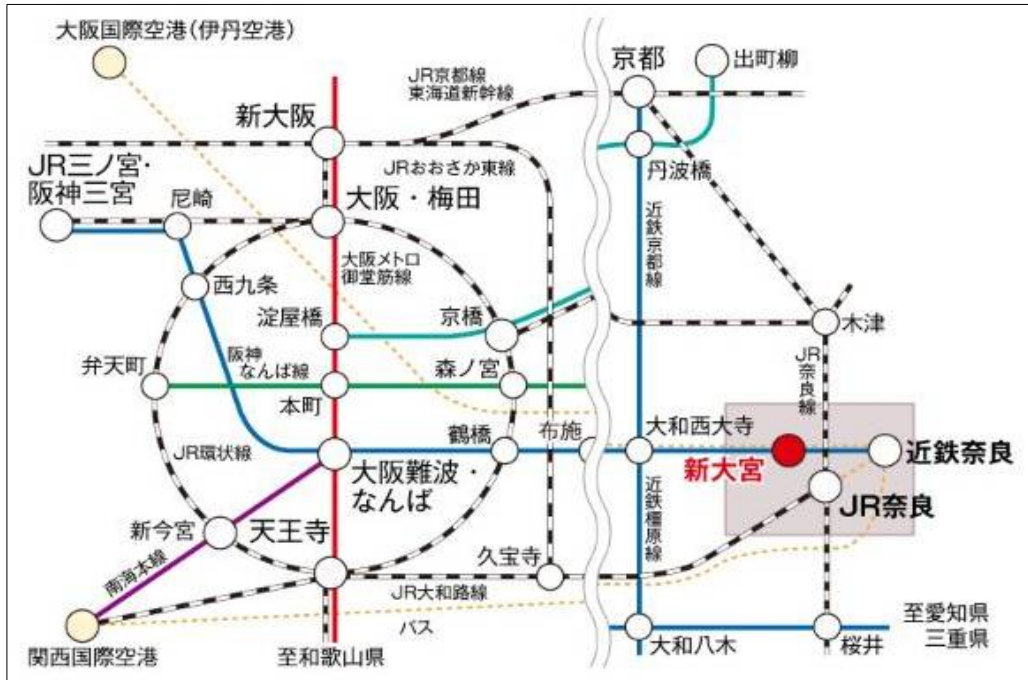 大阪国際空港(伊丹空港)
京都
出町柳
JR京都線
東海道新幹線
新大阪
JRおおさか東線
丹波橋
JR三ノ宮・
阪神三宮
尼崎
大阪・梅田
近鉄京都線
大阪メトロ
御堂筋線
西九条
淀屋橋
京橋
木津
弁天町
阪神
なんば線
森ノ宮
JR
奈良線
本町
鶴橋
布施
大和西大寺
JR環状線
新大宮
近鉄奈良
大阪難波・
なんば
近鉄橿原線
JR奈良
新今宮
天王寺
久宝寺
南海本線
JR大和路線
バス
関西国際空港
至和歌山県
大和八木
桜井
至愛知県
三重県